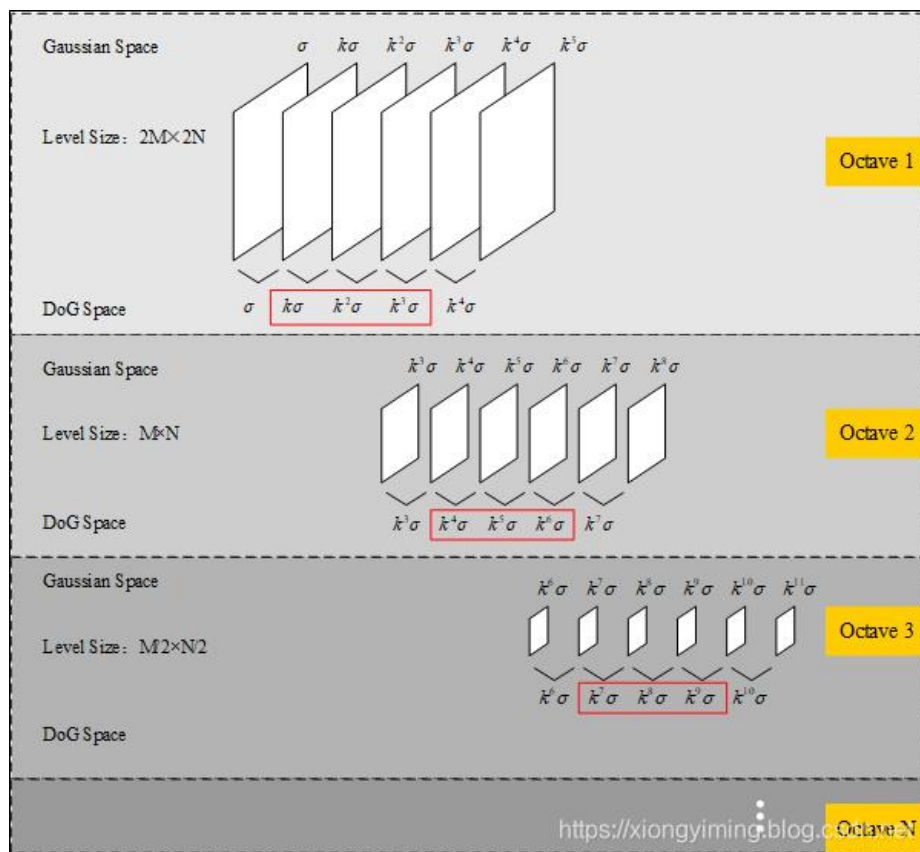 Gaussian Space
σ kσ k²σ k³σ k⁴σ k⁵σ
Level Size：2M×2N
Octave 1
DoG Space
σ kσ k²σ k³σ k⁴σ
Gaussian Space
k³σ k⁴σ k⁵σ k⁶σ k⁷σ k⁸σ
Level Size：M×N
Octave 2
DoG Space
k³σ k⁴σ k⁵σ k⁶σ k⁷σ
Gaussian Space
k⁶σ k⁷σ k⁸σ k⁹σ k¹⁰σ k¹¹σ
Octave 3
Level Size：M/2×N/2
k⁶σ k⁷σ k⁸σ k⁹σ k¹⁰σ
DoG Space
Octave N